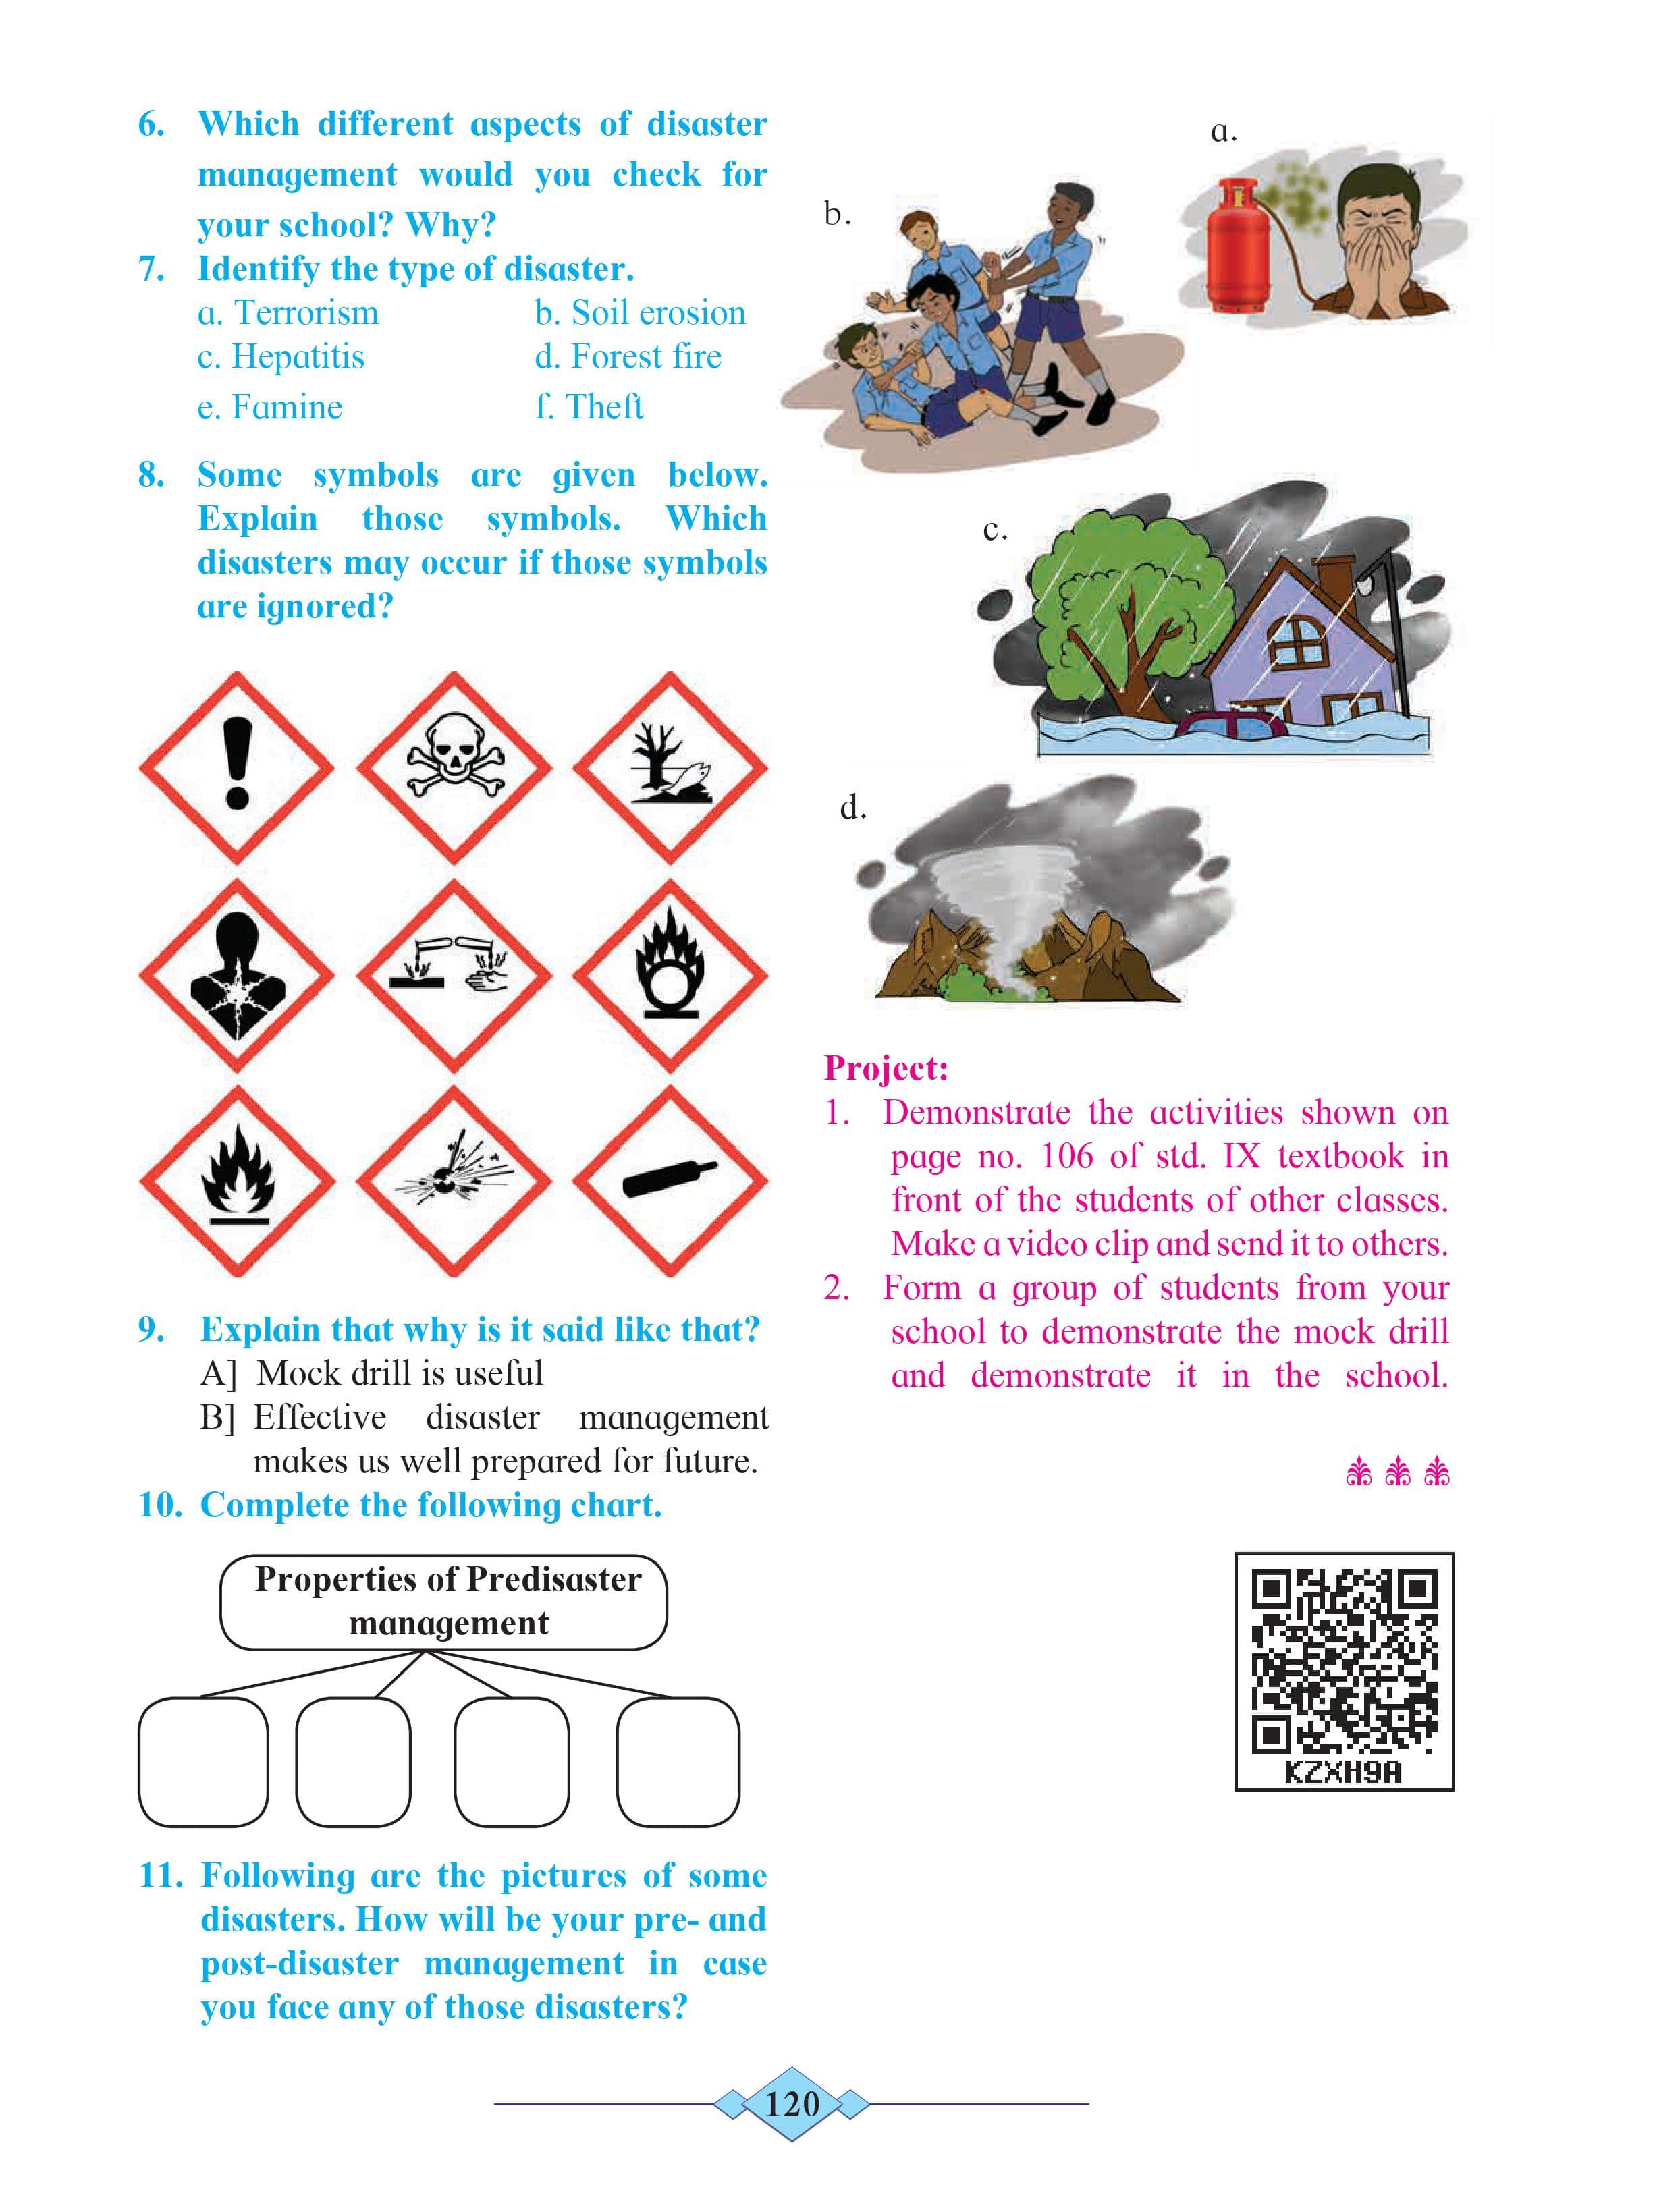 6. Which different aspects of disaster
management would you check for
your school? Why?
7. Identify the type of disaster.
a. Terrorism b. Soil erosion
c. Hepatitis d. Forest fire
e. Famine f. Theft
8. Some symbols are given below.
Explain those symbols. Which
disasters may occur if those symbols
are ignored?
9. Explain that why is it said like that?
A] Mock drill is useful
B] Effective disaster management
makes us well prepared for future.
10. Complete the following chart.
Properties of Predisaster
management
11. Following are the pictures of some
disasters. How will be your pre- and
post-disaster management in case
you face any of those disasters?
a.
b.
c.
d.
Project:
1. Demonstrate the activities shown on
page no. 106 of std. IX textbook in
front of the students of other classes.
Make a video clip and send it to others.
2. Form a group of students from your
school to demonstrate the mock drill
and demonstrate it in the school.
KZXH9A
120